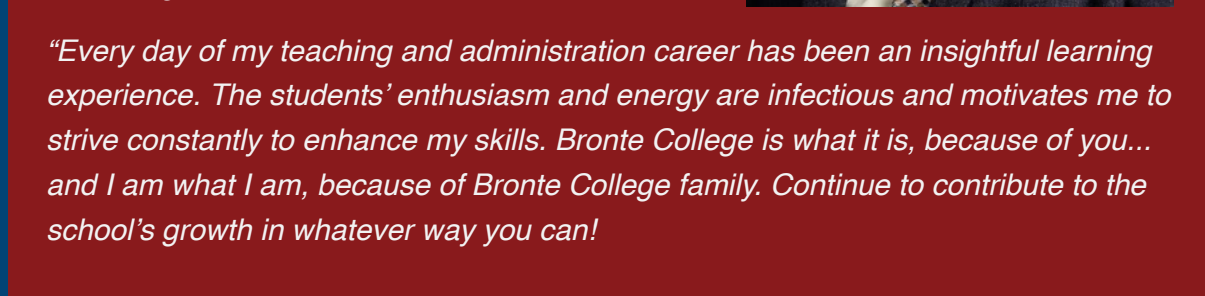 “Every day of my teaching and administration career has been an insightful learning
experience. The students’ enthusiasm and energy are infectious and motivates me to
strive constantly to enhance my skills. Bronte College is what it is, because of you...
and I am what I am, because of Bronte College family. Continue to contribute to the
school’s growth in whatever way you can!